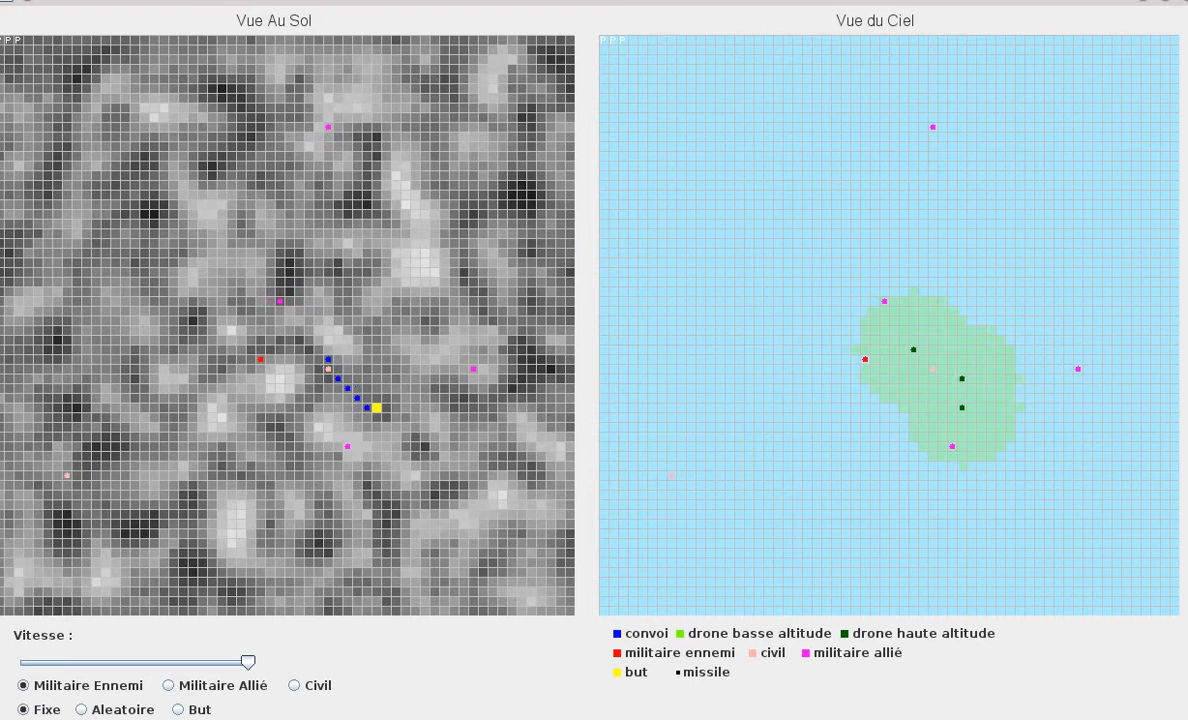 Vue Au Sol Vue du Ciel
P P P P P P
Vitesse :
convoi drone basse altitude drone haute altitude
militaire ennemi civil militaire allié
but missile
Militaire Ennemi Militaire Allié Civil
Fixe Aleatoire But